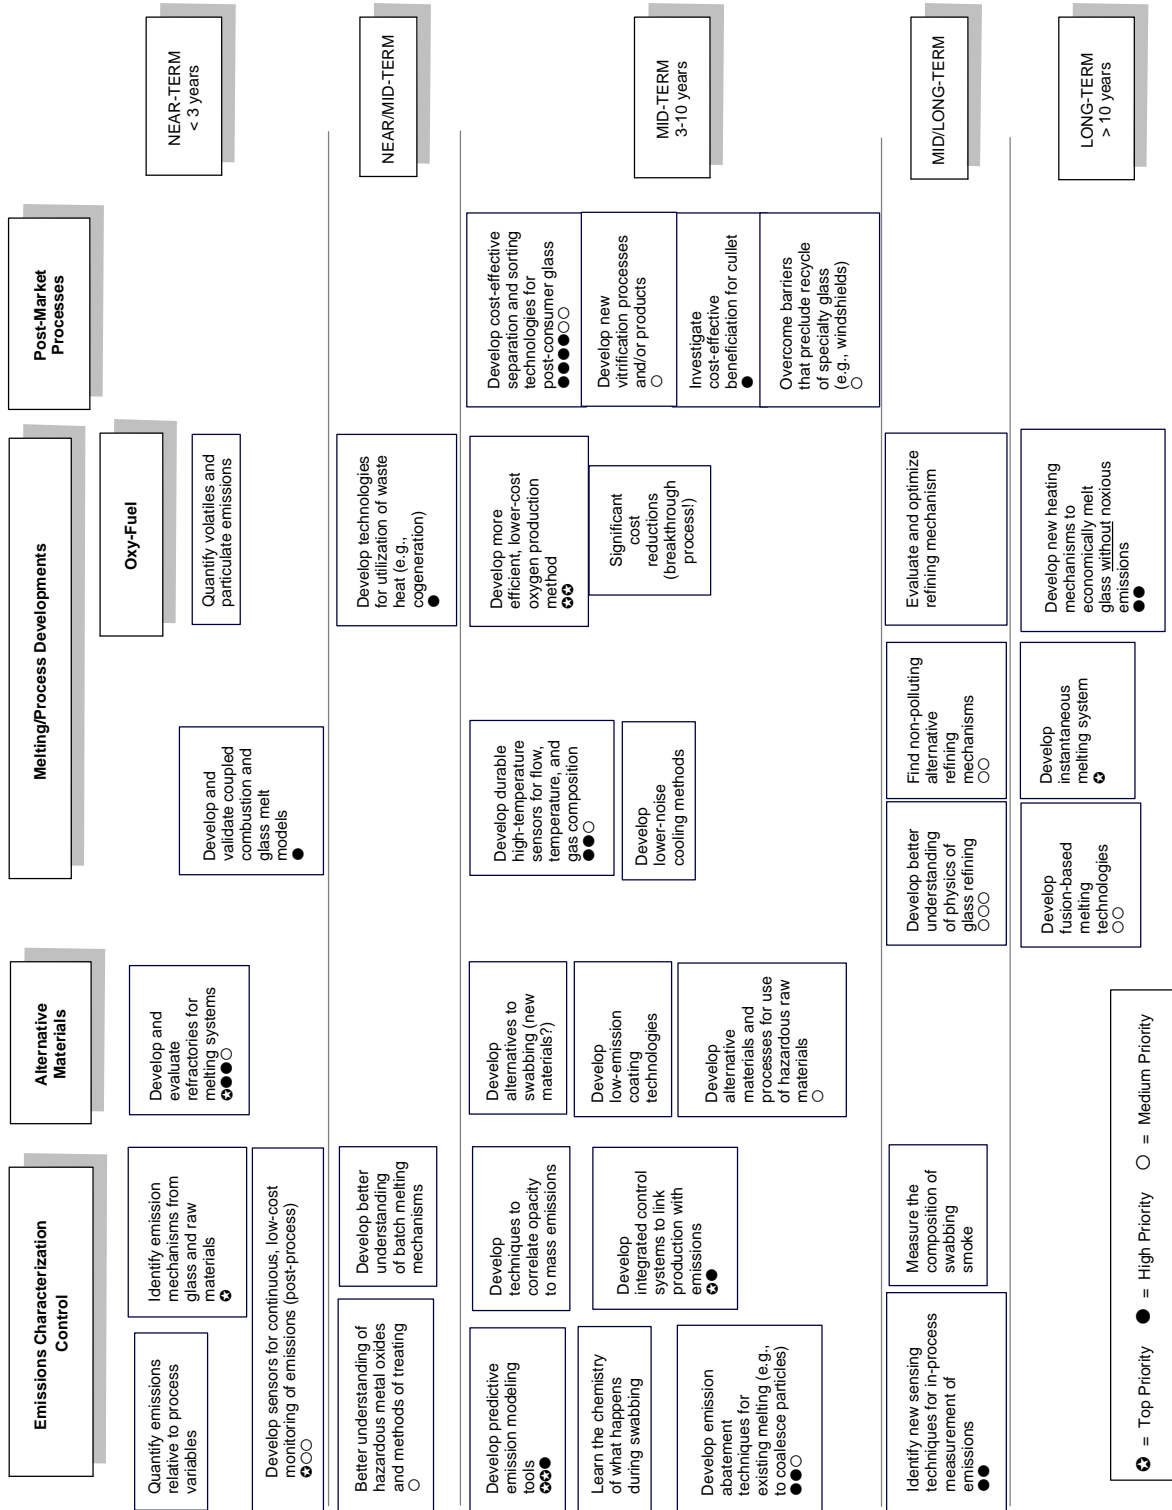 Emissions Characterization
Control
Alternative
Materials
Melting/Process Developments
Oxy-Fuel
Post-Market
Processes
NEAR-TERM
< 3 years
Quantify emissions
relative to process
variables
Identify emission
mechanisms from
glass and raw
materials
✪
Develop sensors for continuous, low-cost
monitoring of emissions (post-process)
✪○○
Develop and
evaluate
refractories for
melting systems
✪●●●○
Develop and
validate coupled
combustion and
glass melt
models
●
Quantify volatiles and
particulate emissions
NEAR/MID-TERM
Better understanding of
hazardous metal oxides
and methods of treating
○
Develop better
understanding
of batch melting
mechanisms
Develop technologies
for utilization of waste
heat (e.g.,
cogeneration)
●
MID-TERM
3-10 years
Develop predictive
emission modeling
tools
✪✪●
Learn the chemistry
of what happens
during swabbing
Develop emission
abatement
techniques for
existing melting (e.g.,
to coalesce particles)
●●○
Develop
techniques to
correlate opacity
to mass emissions
Develop
integrated control
systems to link
production with
emissions
✪●
Develop
alternatives to
swabbing (new
materials?)
Develop
low-emission
coating
technologies
Develop
alternative
materials and
processes for use
of hazardous raw
materials
○
Develop durable
high-temperature
sensors for flow,
temperature, and
gas composition
●●○
Develop
lower-noise
cooling methods
Develop more
efficient, lower-cost
oxygen production
method
✪✪
Significant
cost
reductions
(breakthrough
process!)
Develop cost-effective
separation and sorting
technologies for
post-consumer glass
●●●●●○○
Develop new
vitrification processes
and/or products
○
Investigate
cost-effective
beneficiation for cullet
●
Overcome barriers
that preclude recycle
of specialty glass
(e.g., windshields)
○
MID/LONG-TERM
Identify new sensing
techniques for in-process
measurement of
emissions
●●
Measure the
composition of
swabbing
smoke
Develop better
understanding
of physics of
glass refining
○○○
Find non-polluting
alternative
refining
mechanisms
○○
Evaluate and optimize
refining mechanism
LONG-TERM
> 10 years
Develop
fusion-based
melting
technologies
○○
Develop
instantaneous
melting system
✪
Develop new heating
mechanisms to
economically melt
glass without noxious
emissions
●●
✪ = Top Priority ● = High Priority ○ = Medium Priority